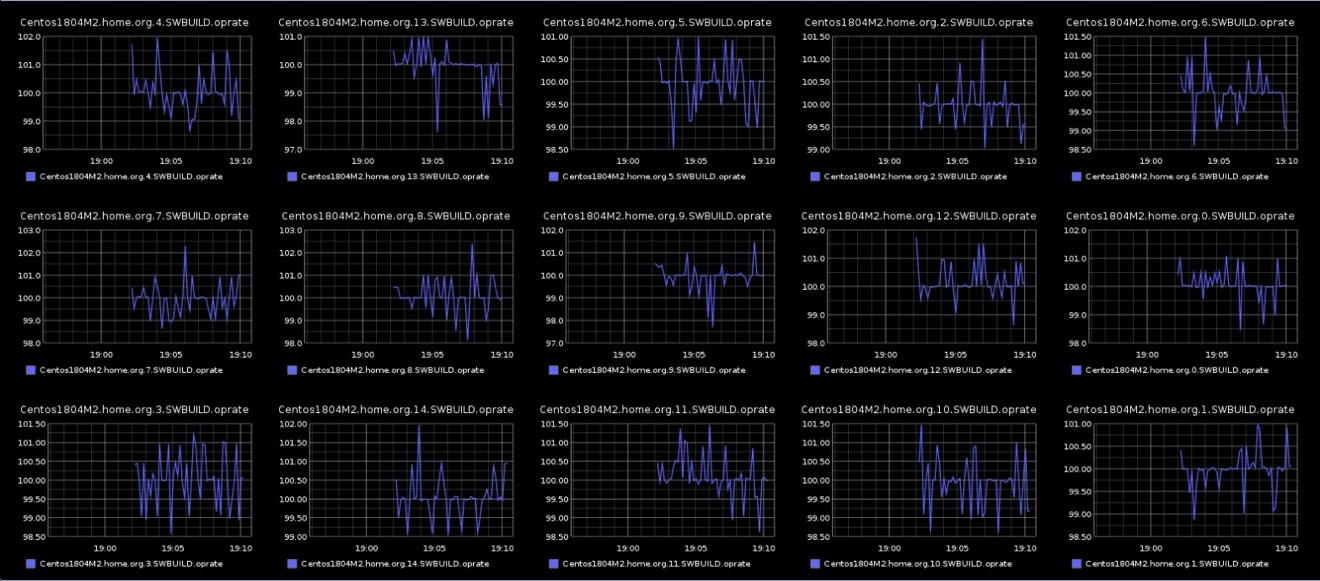 Centos1804M2.home.org.4.SWBUILD.oprate
102.0
101.0
100.0
99.0
98.0
19:00 19:05 19:10
Centos1804M2.home.org.4.SWBUILD.oprate
Centos1804M2.home.org.13.SWBUILD.oprate
101.0
100.0
99.0
98.0
97.0
19:00 19:05 19:10
Centos1804M2.home.org.13.SWBUILD.oprate
Centos1804M2.home.org.5.SWBUILD.oprate
101.00
100.50
100.00
99.50
99.00
98.50
19:00 19:05 19:10
Centos1804M2.home.org.5.SWBUILD.oprate
Centos1804M2.home.org.2.SWBUILD.oprate
101.50
101.00
100.50
100.00
99.50
99.00
19:00 19:05 19:10
Centos1804M2.home.org.2.SWBUILD.oprate
Centos1804M2.home.org.6.SWBUILD.oprate
101.50
101.00
100.50
100.00
99.50
99.00
98.50
19:00 19:05 19:10
Centos1804M2.home.org.6.SWBUILD.oprate
Centos1804M2.home.org.7.SWBUILD.oprate
103.0
102.0
101.0
100.0
99.0
98.0
19:00 19:05 19:10
Centos1804M2.home.org.7.SWBUILD.oprate
Centos1804M2.home.org.8.SWBUILD.oprate
103.0
102.0
101.0
100.0
99.0
98.0
19:00 19:05 19:10
Centos1804M2.home.org.8.SWBUILD.oprate
Centos1804M2.home.org.9.SWBUILD.oprate
102.0
101.0
100.0
99.0
98.0
97.0
19:00 19:05 19:10
Centos1804M2.home.org.9.SWBUILD.oprate
Centos1804M2.home.org.12.SWBUILD.oprate
102.0
101.0
100.0
99.0
98.0
19:00 19:05 19:10
Centos1804M2.home.org.12.SWBUILD.oprate
Centos1804M2.home.org.0.SWBUILD.oprate
102.0
101.0
100.0
99.0
98.0
19:00 19:05 19:10
Centos1804M2.home.org.0.SWBUILD.oprate
Centos1804M2.home.org.3.SWBUILD.oprate
101.50
101.00
100.50
100.00
99.50
99.00
98.50
19:00 19:05 19:10
Centos1804M2.home.org.3.SWBUILD.oprate
Centos1804M2.home.org.14.SWBUILD.oprate
102.00
101.50
101.00
100.50
100.00
99.50
99.00
19:00 19:05 19:10
Centos1804M2.home.org.14.SWBUILD.oprate
Centos1804M2.home.org.11.SWBUILD.oprate
101.50
101.00
100.50
100.00
99.50
99.00
98.50
19:00 19:05 19:10
Centos1804M2.home.org.11.SWBUILD.oprate
Centos1804M2.home.org.10.SWBUILD.oprate
101.50
101.00
100.50
100.00
99.50
99.00
98.50
19:00 19:05 19:10
Centos1804M2.home.org.10.SWBUILD.oprate
Centos1804M2.home.org.1.SWBUILD.oprate
101.00
100.50
100.00
99.50
99.00
98.50
19:00 19:05 19:10
Centos1804M2.home.org.1.SWBUILD.oprate